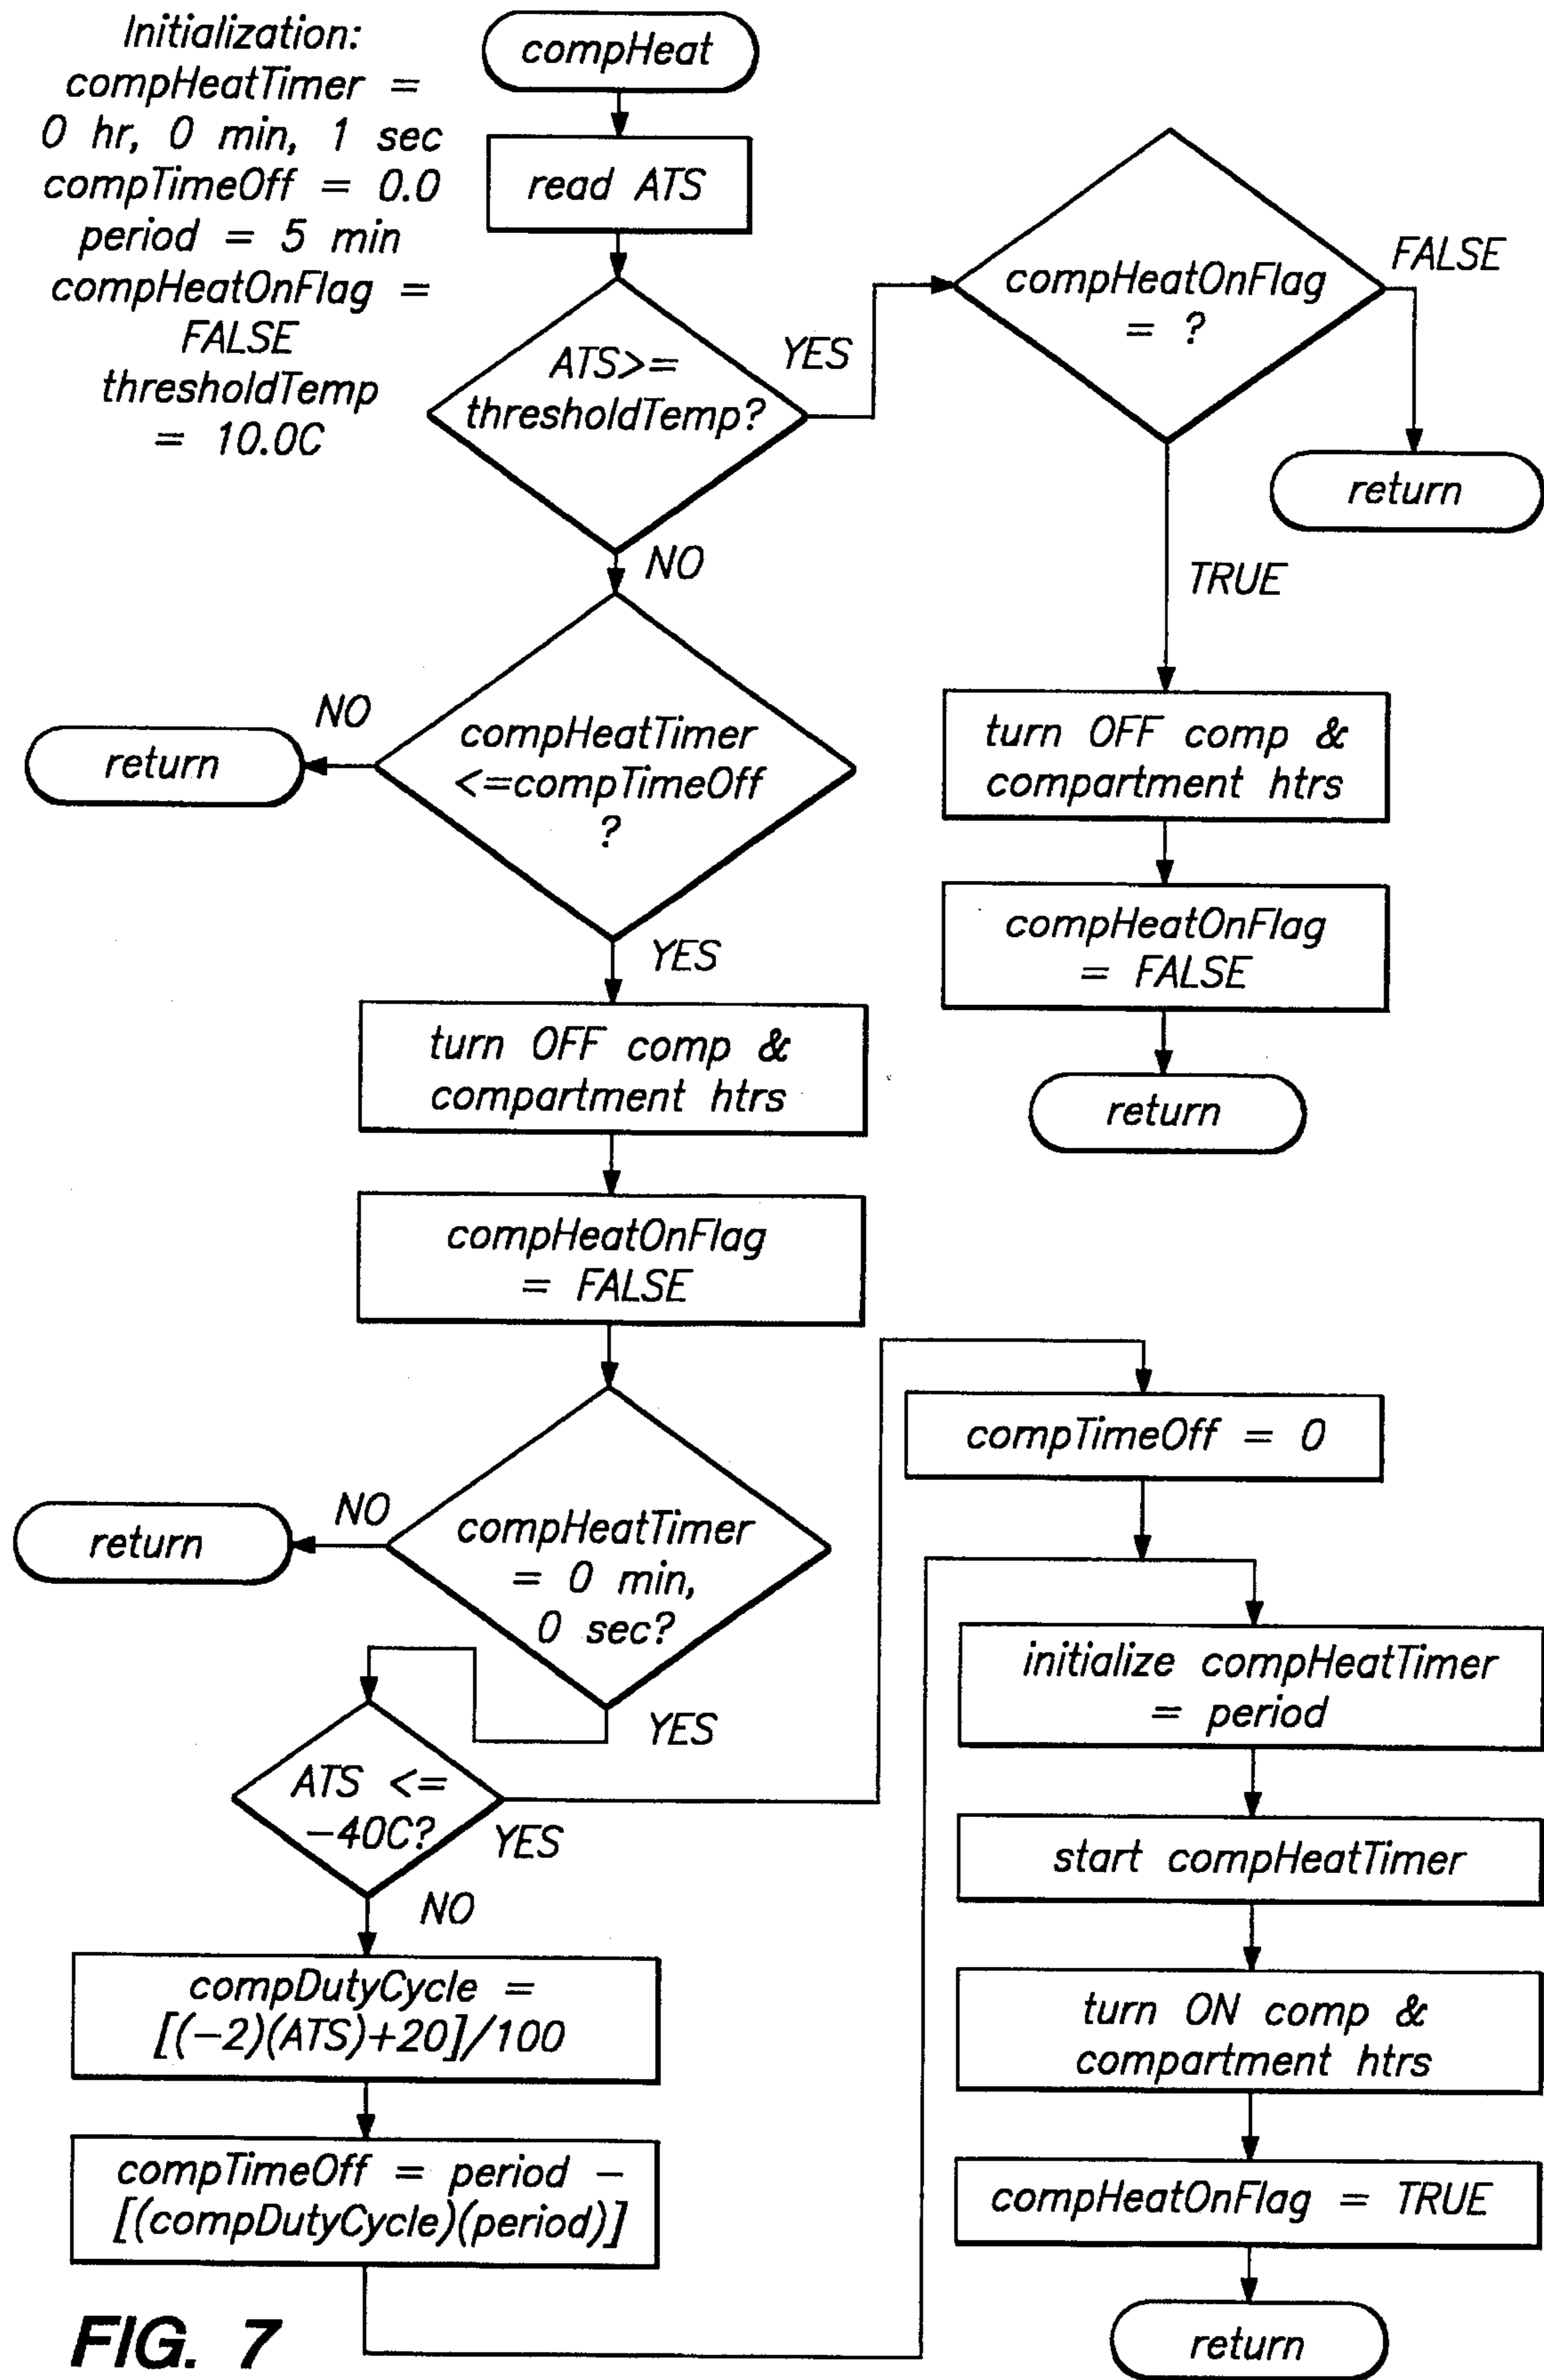 Initialization:
compHeatTimer =
0 hr, 0 min, 1 sec
compTimeOff = 0.0
period = 5 min
compHeatOnFlag =
FALSE
thresholdTemp
= 10.0C
compHeat
read ATS
ATS>=
thresholdTemp?
YES
NO
compHeatOnFlag
= ?
FALSE
return
TRUE
turn OFF comp &
compartment htrs
compHeatOnFlag
= FALSE
return
compHeatTimer
<=compTimeOff
?
NO
return
YES
turn OFF comp &
compartment htrs
compHeatOnFlag
= FALSE
compHeatTimer
= 0 min,
0 sec?
NO
return
YES
ATS <=
-40C?
YES
NO
compDutyCycle =
[(-2)(ATS)+20]/100
compTimeOff = period -
[(compDutyCycle)(period)]
compTimeOff = 0
initialize compHeatTimer
= period
start compHeatTimer
turn ON comp &
compartment htrs
compHeatOnFlag = TRUE
return
FIG. 7